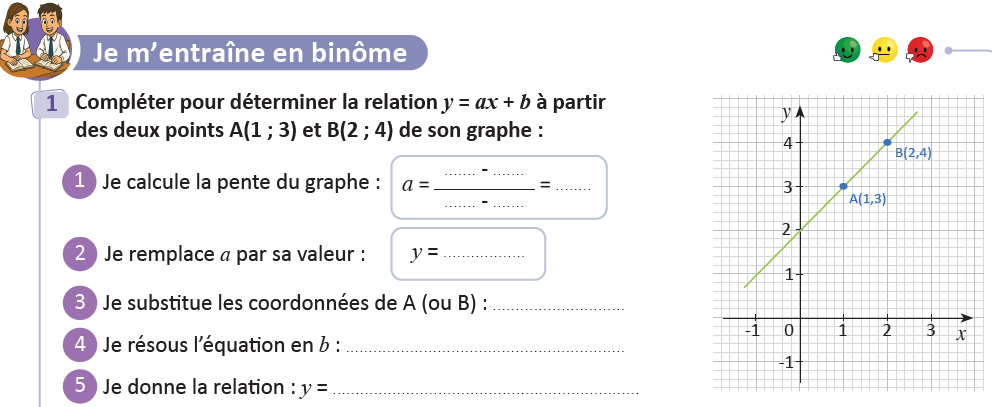 Je m'entraîne en binôme
1 Compléter pour déterminer la relation y = ax + b à partir
des deux points A(1 ; 3) et B(2 ; 4) de son graphe :
1 Je calcule la pente du graphe : a = ....... - ....... / ....... - ....... = ........
2 Je remplace a par sa valeur : y = ..................
3 Je substitue les coordonnées de A (ou B) : .............................
4 Je résous l'équation en b : .............................................................
5 Je donne la relation : y = ...................................................................
y
4
B(2,4)
3
A(1,3)
2
1
-1 0 1 2 3 x
-1